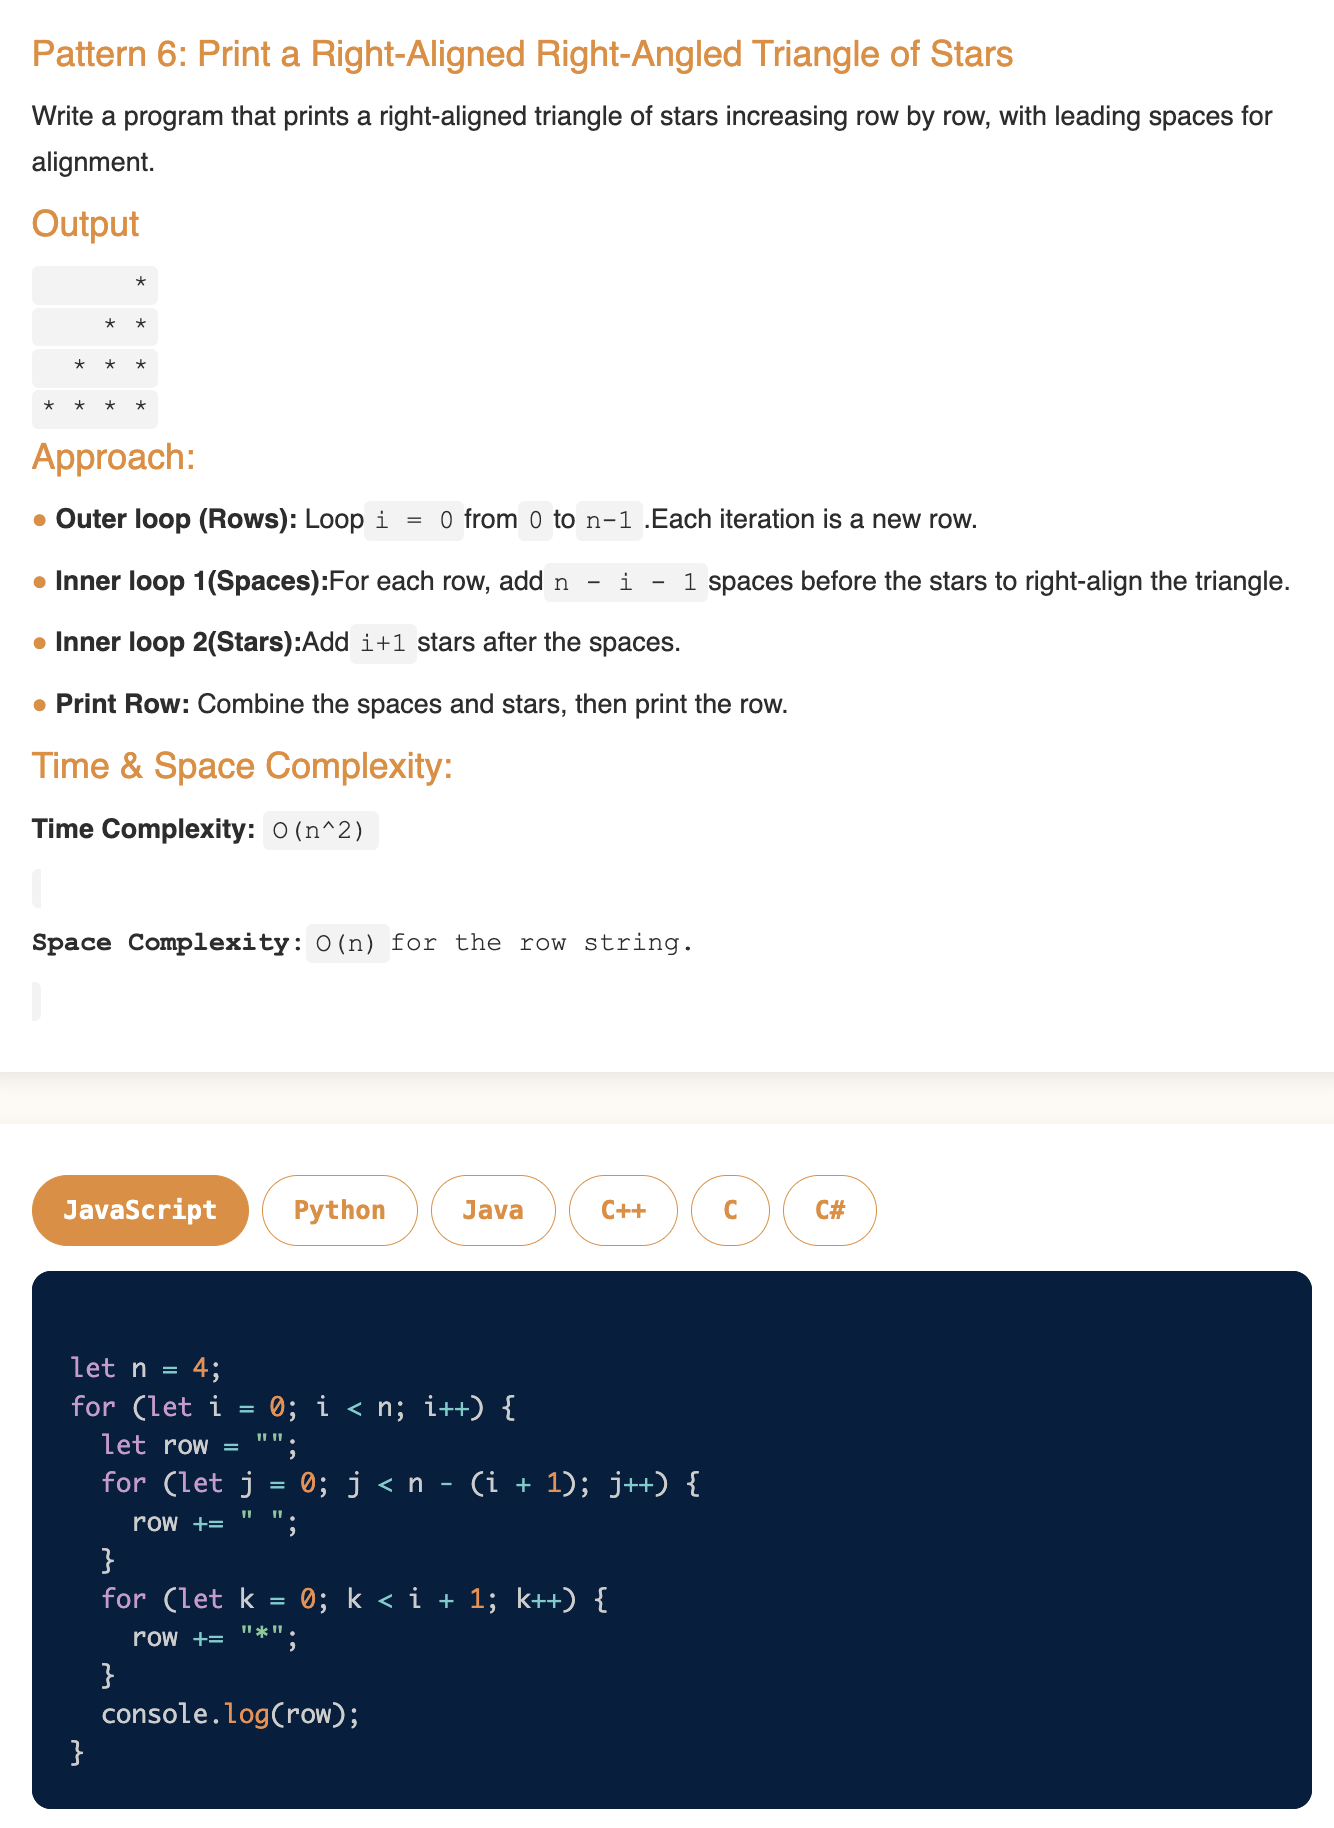 Pattern 6: Print a Right-Aligned Right-Angled Triangle of Stars
Write a program that prints a right-aligned triangle of stars increasing row by row, with leading spaces for
alignment.
Output
      *
    * *
  * * *
* * * *
Approach:
● Outer loop (Rows): Loop i = 0 from 0 to n-1 .Each iteration is a new row.
● Inner loop 1(Spaces):For each row, add n - i - 1 spaces before the stars to right-align the triangle.
● Inner loop 2(Stars):Add i+1 stars after the spaces.
● Print Row: Combine the spaces and stars, then print the row.
Time & Space Complexity:
Time Complexity: O(n^2)
Space Complexity: O(n) for the row string.
JavaScript Python Java C++ C C#
let n = 4;
for (let i = 0; i < n; i++) {
  let row = "";
  for (let j = 0; j < n - (i + 1); j++) {
    row += " ";
  }
  for (let k = 0; k < i + 1; k++) {
    row += "*";
  }
  console.log(row);
}